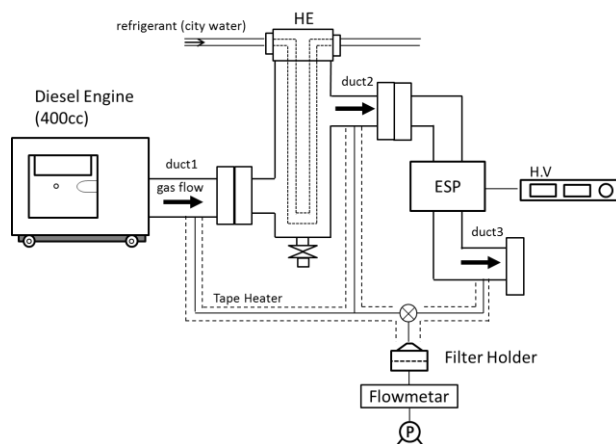 HE
refrigerant (city water)
duct2
Diesel Engine
(400cc)
duct1
gas flow
ESP
H.V
duct3
Tape Heater
Filter Holder
Flowmetar
P